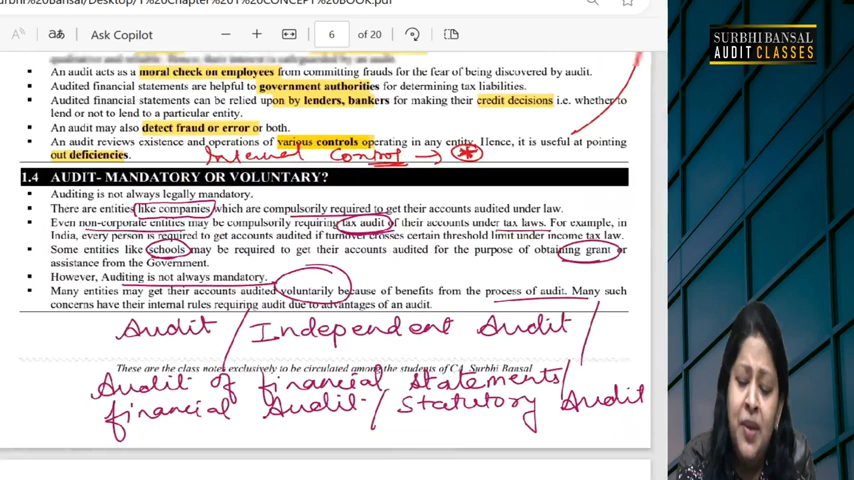 Surbhi Bansal/Desktop/1 Chapter%201%20CONCEPT%20BOOK.pdf
Ask Copilot
6 of 20
SURBHI BANSAL
AUDIT CLASSES
▪ An audit acts as a moral check on employees from committing frauds for the fear of being discovered by audit.
▪ Audited financial statements are helpful to government authorities for determining tax liabilities.
▪ Audited financial statements can be relied upon by lenders, bankers for making their credit decisions i.e. whether to
lend or not to lend to a particular entity.
▪ An audit may also detect fraud or error or both.
▪ An audit reviews existence and operations of various controls operating in any entity. Hence, it is useful at pointing
out deficiencies.
Internal Control →
1.4 AUDIT- MANDATORY OR VOLUNTARY?
▪ Auditing is not always legally mandatory.
▪ There are entities like companies which are compulsorily required to get their accounts audited under law.
▪ Even non-corporate entities may be compulsorily requiring tax audit of their accounts under tax laws. For example, in
India, every person is required to get accounts audited if turnover crosses certain threshold limit under income tax law.
▪ Some entities like schools may be required to get their accounts audited for the purpose of obtaining grant or
assistance from the Government.
▪ However, Auditing is not always mandatory.
▪ Many entities may get their accounts audited voluntarily because of benefits from the process of audit. Many such
concerns have their internal rules requiring audit due to advantages of an audit.
Audit / Independent Audit /
These are the class notes exclusively to be circulated among the students of CA Surbhi Bansal
Audit of financial statements/
financial Audit / Statutory Audit